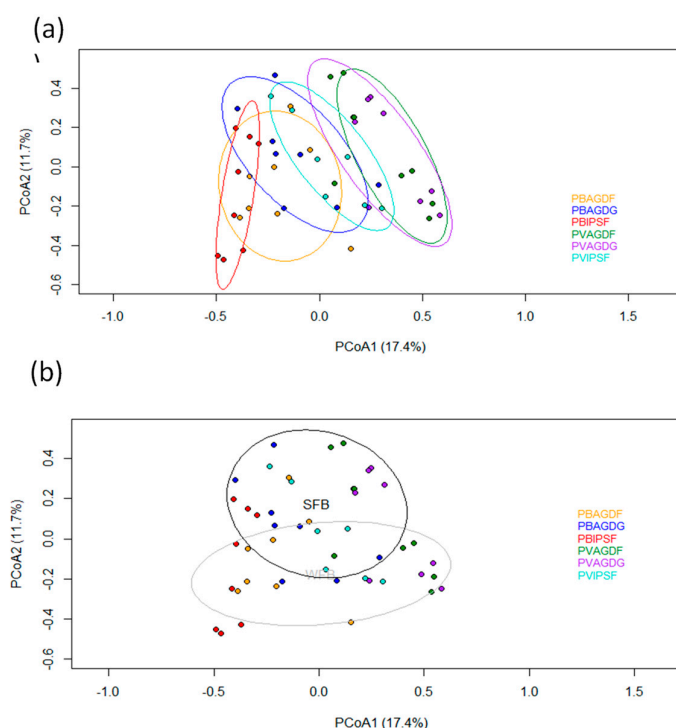 (a)
PCoA2 (11.7%)
0.4
0.2
0.0
-0.2
-0.4
-0.6
PBAGDF
PBAGDG
PBIPSF
PVAGDF
PVAGDG
PVIPSF
-1.0 -0.5 0.0 0.5 1.0 1.5
PCoA1 (17.4%)
(b)
PCoA2 (11.7%)
0.4
0.2
0.0
-0.2
-0.4
-0.6
SFB
PBAGDF
PBAGDG
PBIPSF
PVAGDF
PVAGDG
PVIPSF
-1.0 -0.5 0.0 0.5 1.0 1.5
PCoA1 (17.4%)